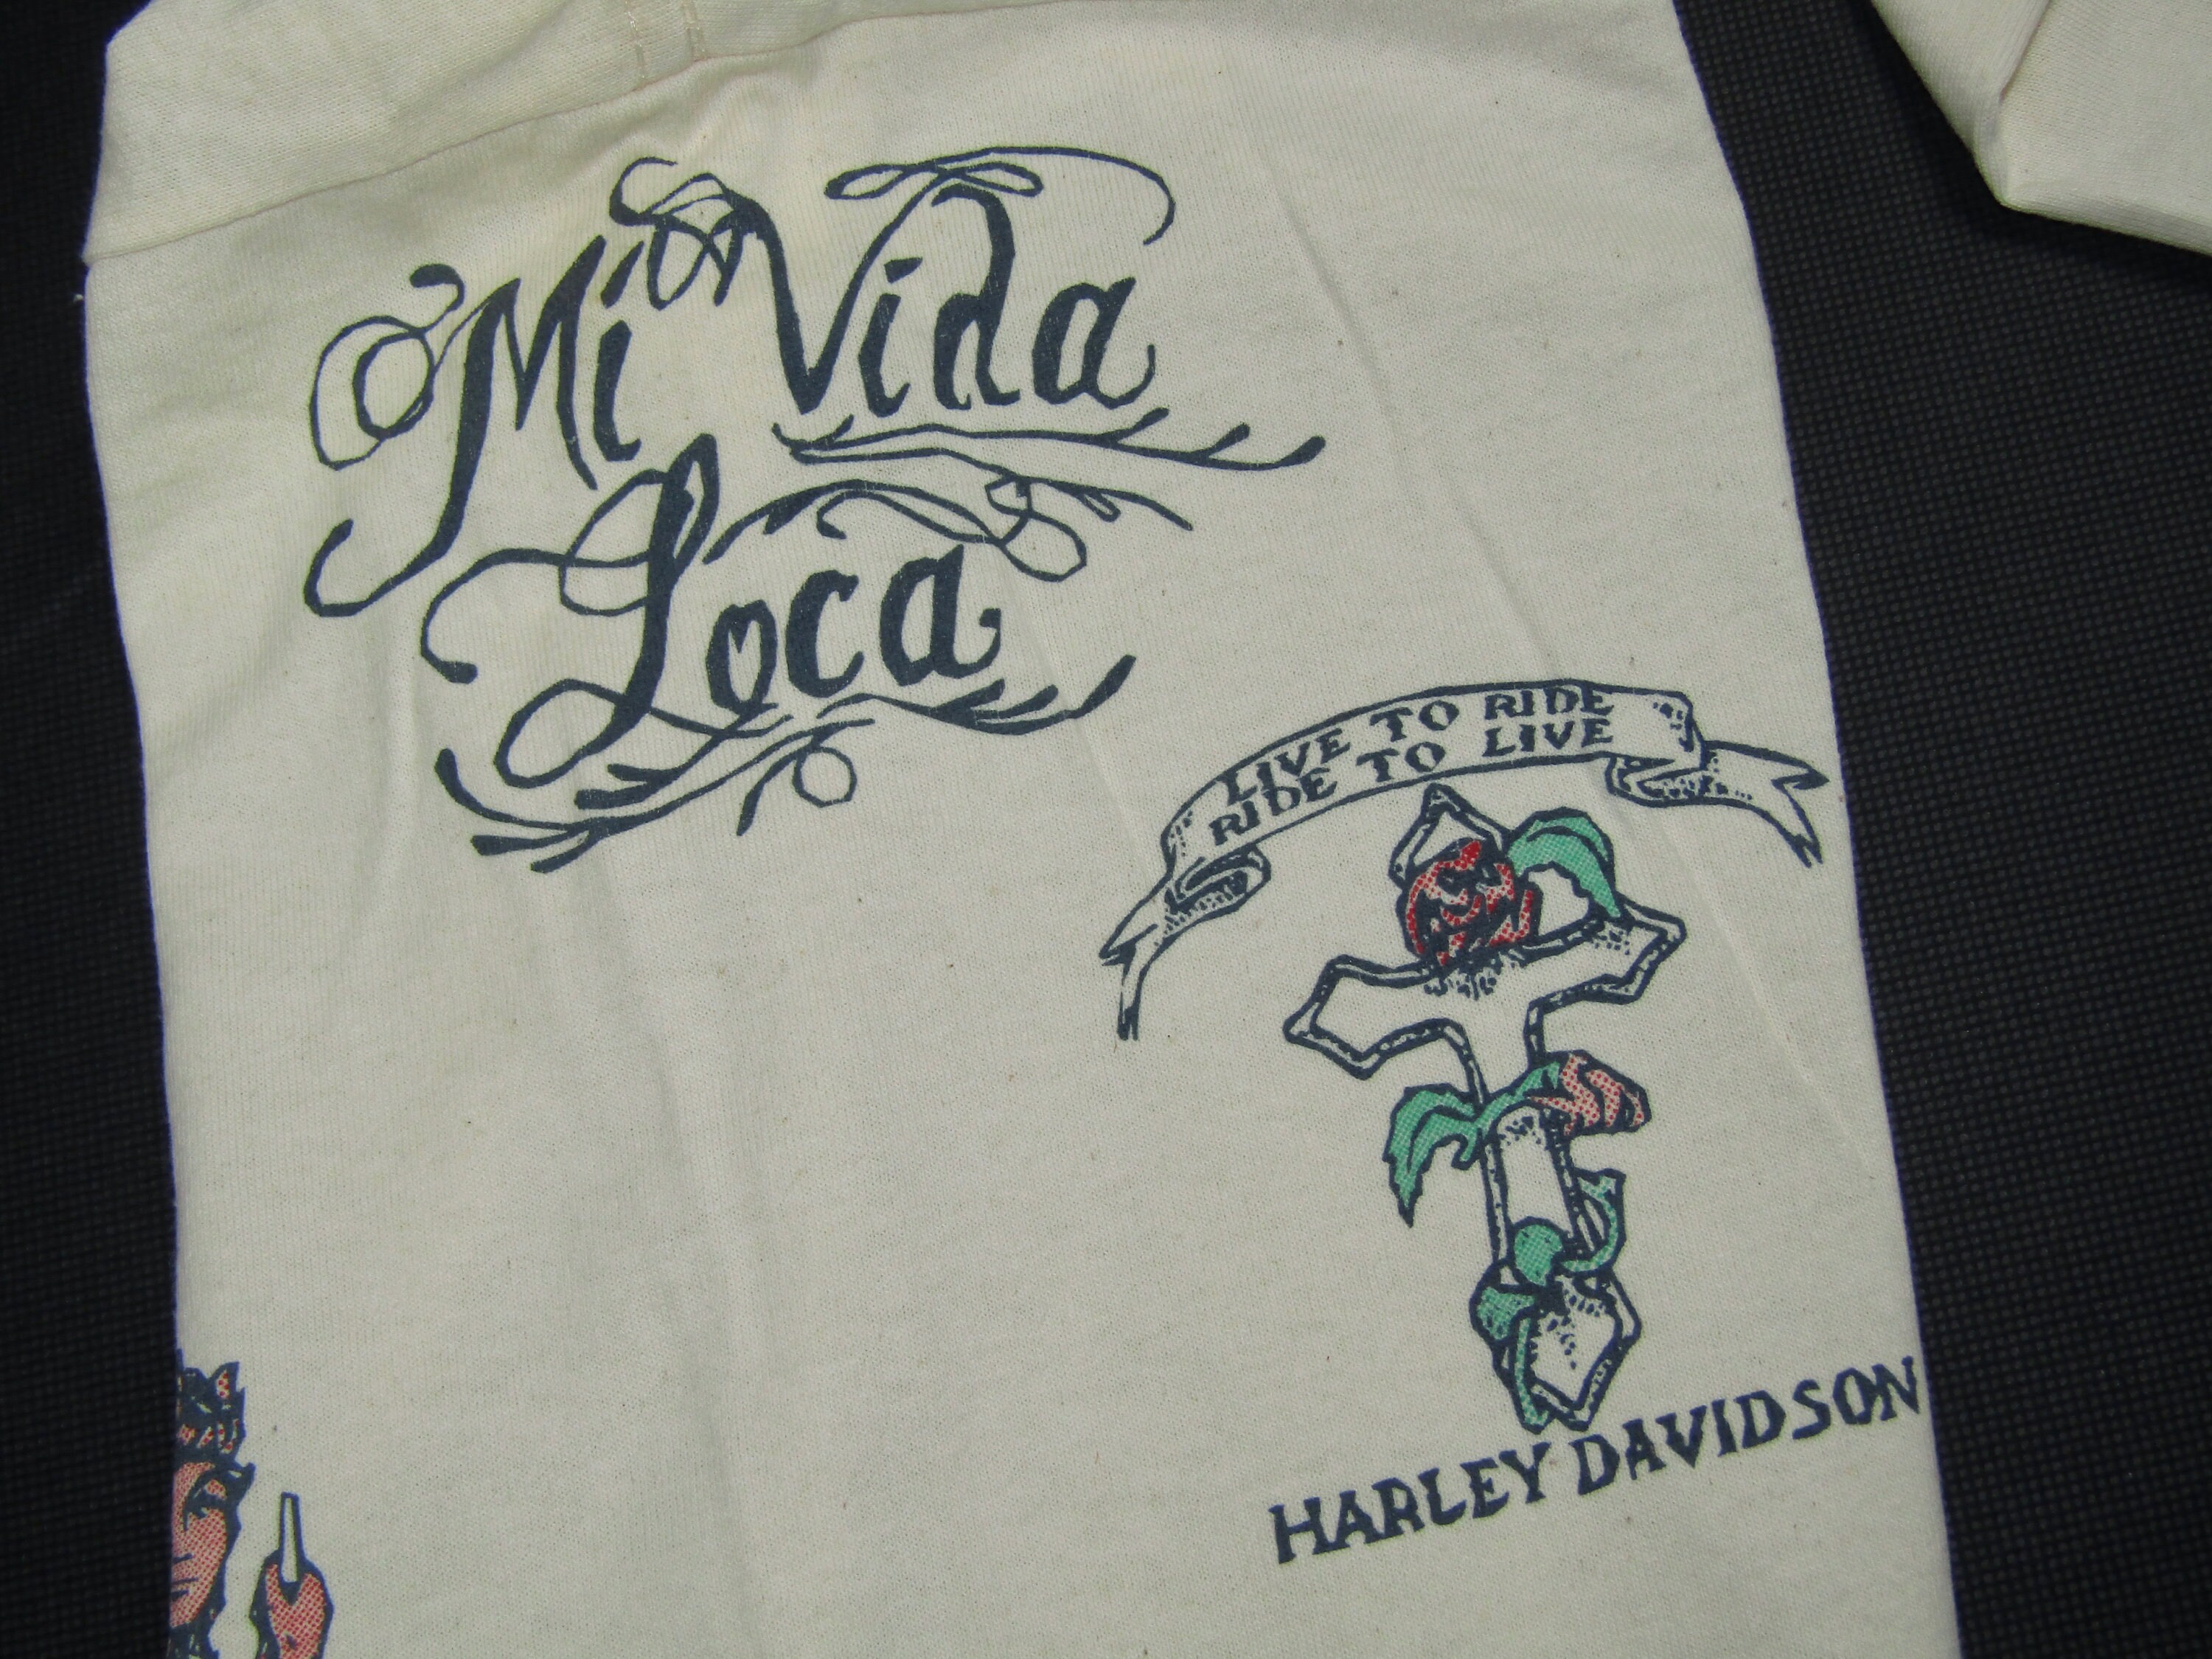 Mi Vida
Loca
LIVE TO RIDE
RIDE TO LIVE
HARLEY DAVIDSON